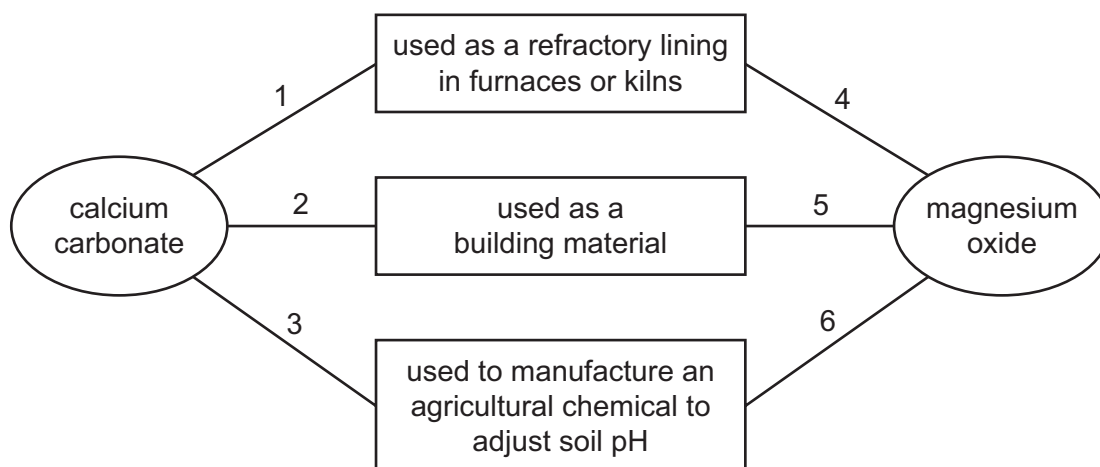 used as a refractory lining
in furnaces or kilns
1
4
calcium
carbonate
2
used as a
building material
5
magnesium
oxide
3
6
used to manufacture an
agricultural chemical to
adjust soil pH